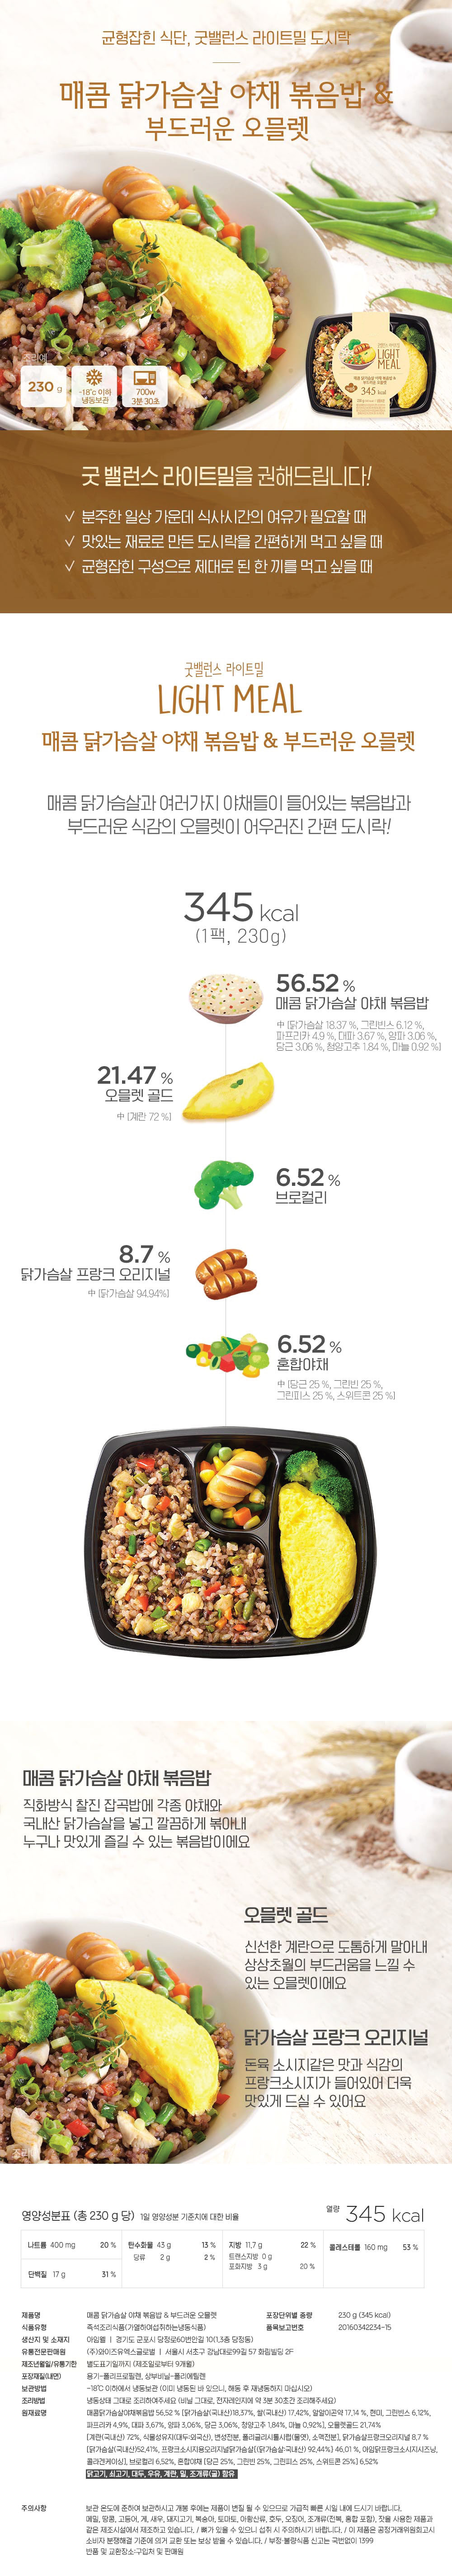 균형잡힌 식단, 굿밸런스 라이트밀 도시락
매콤 닭가슴살 야채 볶음밥 &
부드러운 오믈렛
조리예
230 g
-18℃ 이하
냉동보관
700w
3분 30초
굿밸런스 라이트밀
LIGHT
MEAL
매콤 닭가슴살 야채 볶음밥 &
부드러운 오믈렛
345 kcal
굿 밸런스 라이트밀을 권해드립니다!
√ 분주한 일상 가운데 식사시간의 여유가 필요할 때
√ 맛있는 재료로 만든 도시락을 간편하게 먹고 싶을 때
√ 균형잡힌 구성으로 제대로 된 한 끼를 먹고 싶을 때
굿밸런스 라이트밀
LIGHT MEAL
매콤 닭가슴살 야채 볶음밥 & 부드러운 오믈렛
매콤 닭가슴살과 여러가지 야채들이 들어있는 볶음밥과
부드러운 식감의 오믈렛이 어우러진 간편 도시락!
345 kcal
(1팩, 230g)
56.52 %
매콤 닭가슴살 야채 볶음밥
中 [닭가슴살 18.37 %, 그린빈스 6.12 %,
파프리카 4.9 %, 대파 3.67 %, 양파 3.06 %,
당근 3.06 %, 청양고추 1.84 %, 마늘 0.92 %]
21.47 %
오믈렛 골드
中 [계란 72 %]
6.52 %
브로컬리
8.7 %
닭가슴살 프랑크 오리지널
中 [닭가슴살 94.94%]
6.52 %
혼합야채
中 [당근 25 %, 그린빈 25 %,
그린피스 25 %, 스위트콘 25 %]
매콤 닭가슴살 야채 볶음밥
직화방식 찰진 잡곡밥에 각종 야채와
국내산 닭가슴살을 넣고 깔끔하게 볶아내
누구나 맛있게 즐길 수 있는 볶음밥이에요
오믈렛 골드
신선한 계란으로 도톰하게 말아내
상상초월의 부드러움을 느낄 수
있는 오믈렛이에요
닭가슴살 프랑크 오리지널
돈육 소시지같은 맛과 식감의
프랑크소시지가 들어있어 더욱
맛있게 드실 수 있어요
조리
영양성분표 (총 230 g 당) 1일 영양성분 기준치에 대한 비율
열량 345 kcal
나트륨 400 mg 20 % 탄수화물 43 g 13 % 지방 11.7 g 22 % 콜레스테롤 160 mg 53 %
당류 2 g 2 % 트랜스지방 0 g
단백질 17 g 31 % 포화지방 3 g 20 %
제품명 매콤 닭가슴살 야채 볶음밥 & 부드러운 오믈렛 포장단위별 중량 230 g (345 kcal)
식품유형 즉석조리식품(가열하여섭취하는냉동식품) 품목보고번호 20160342234-15
생산지 및 소재지 아임웰 ㅣ 경기도 군포시 당정로60번안길 10(1,3층 당정동)
유통전문판매원 (주)와이즈유엑스글로벌 ㅣ 서울시 서초구 강남대로99길 57 화림빌딩 2F
제조년월일/유통기한 별도표기일까지 (제조일로부터 9개월)
포장재질(내면) 용기-폴리프로필렌, 상부비닐-폴리에틸렌
보관방법 -18℃ 이하에서 냉동보관 (이미 냉동된 바 있으니, 해동 후 재냉동하지 마십시오)
조리방법 냉동상태 그대로 조리하여주세요 (비닐 그대로, 전자레인지에 약 3분 30초간 조리해주세요)
원재료명 매콤닭가슴살야채볶음밥 56.52 % [닭가슴살(국내산)18.37%, 쌀(국내산) 17.42%, 알알이곤약 17.14 %, 현미, 그린빈스 6.12%,
파프리카 4.9%, 대파 3.67%, 양파 3.06%, 당근 3.06%, 청양고추 1.84%, 마늘 0.92%], 오믈렛골드 21.74%
[계란(국내산) 72%, 식물성유지(대두:외국산), 변성전분, 폴리글리시톨시럽(물엿), 소맥전분], 닭가슴살프랑크오리지널 8.7 %
[닭가슴살(국내산)52.41%, 프랑크소시지용오리지널닭가슴살[(닭가슴살:국내산) 92.44%] 46.01 %, 아임닭프랑크소시지시즈닝,
콜라겐케이싱], 브로컬리 6.52%, 혼합야채 [당근 25%, 그린빈 25%, 그린피스 25%, 스위트콘 25%] 6.52%
닭고기, 쇠고기, 대두, 우유, 계란, 밀, 조개류(굴) 함유
주의사항 보관 온도에 준하여 보관하시고 개봉 후에는 제품이 변질 될 수 있으므로 가급적 빠른 시일 내에 드시기 바랍니다.
메밀, 땅콩, 고등어, 게, 새우, 돼지고기, 복숭아, 토마토, 아황산류, 호두, 오징어, 조개류(전복, 홍합 포함), 잣을 사용한 제품과
같은 제조시설에서 제조하고 있습니다. / 뼈가 있을 수 있으니 섭취 시 주의하시기 바랍니다. / 이 제품은 공정거래위원회고시
소비자 분쟁해결 기준에 의거 교환 또는 보상 받을 수 있습니다. / 부정·불량식품 신고는 국번없이 1399
반품 및 교환장소:구입처 및 판매원